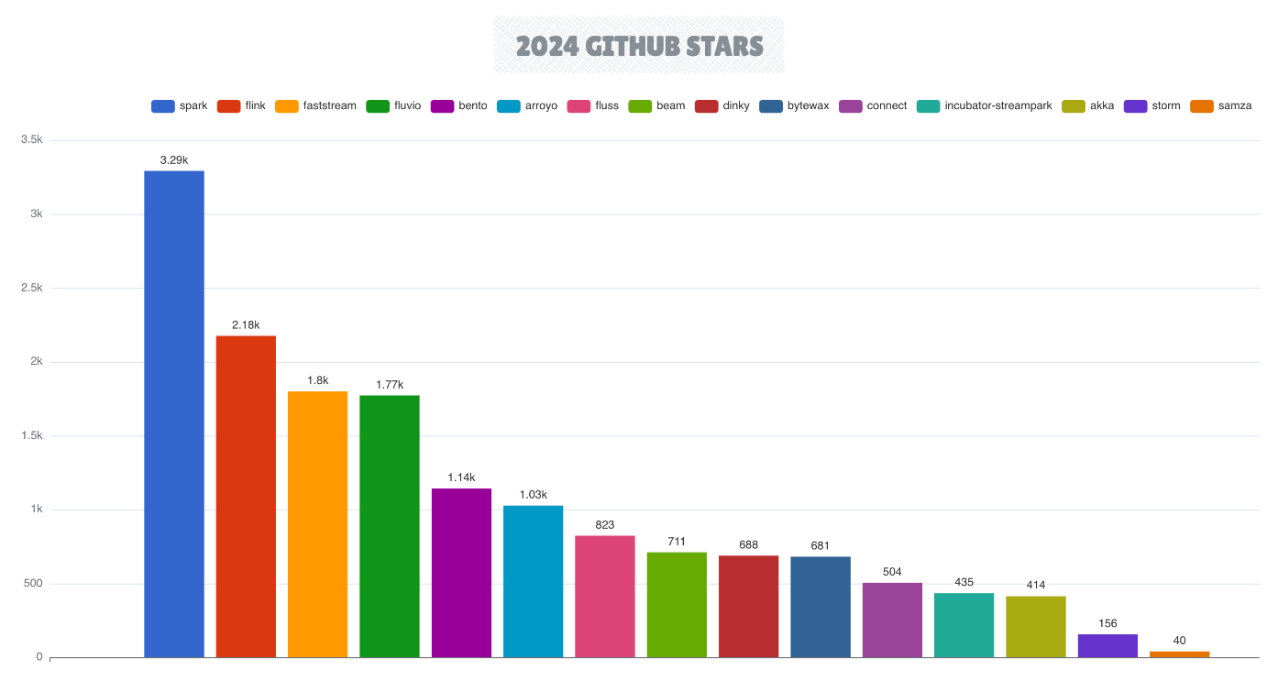 2024 GITHUB STARS
spark flink faststream fluvio bento arroyo fluss beam dinky bytewax connect incubator-streampark akka storm samza
3.5k
3.29k
3k
2.5k
2.18k
2k
1.8k
1.77k
1.5k
1.14k
1.03k
1k
823
711
688
681
504
500
435
414
156
40
0